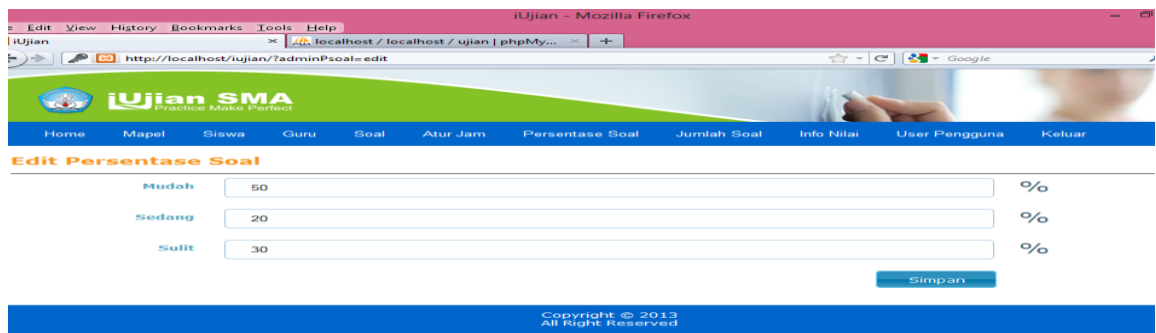 iUjian - Mozilla Firefox
Edit View History Bookmarks Tools Help
iUjian
localhost / localhost / ujian | phpMy...
http://localhost/iujian/?adminPsoal=edit
Google
iUjian SMA
Practice Make Perfect
Home Mapel Siswa Guru Soal Atur Jam Persentase Soal Jumlah Soal Info Nilai User Pengguna Keluar
Edit Persentase Soal
Mudah 50 %
Sedang 20 %
Sulit 30 %
Simpan
Copyright © 2013
All Right Reserved